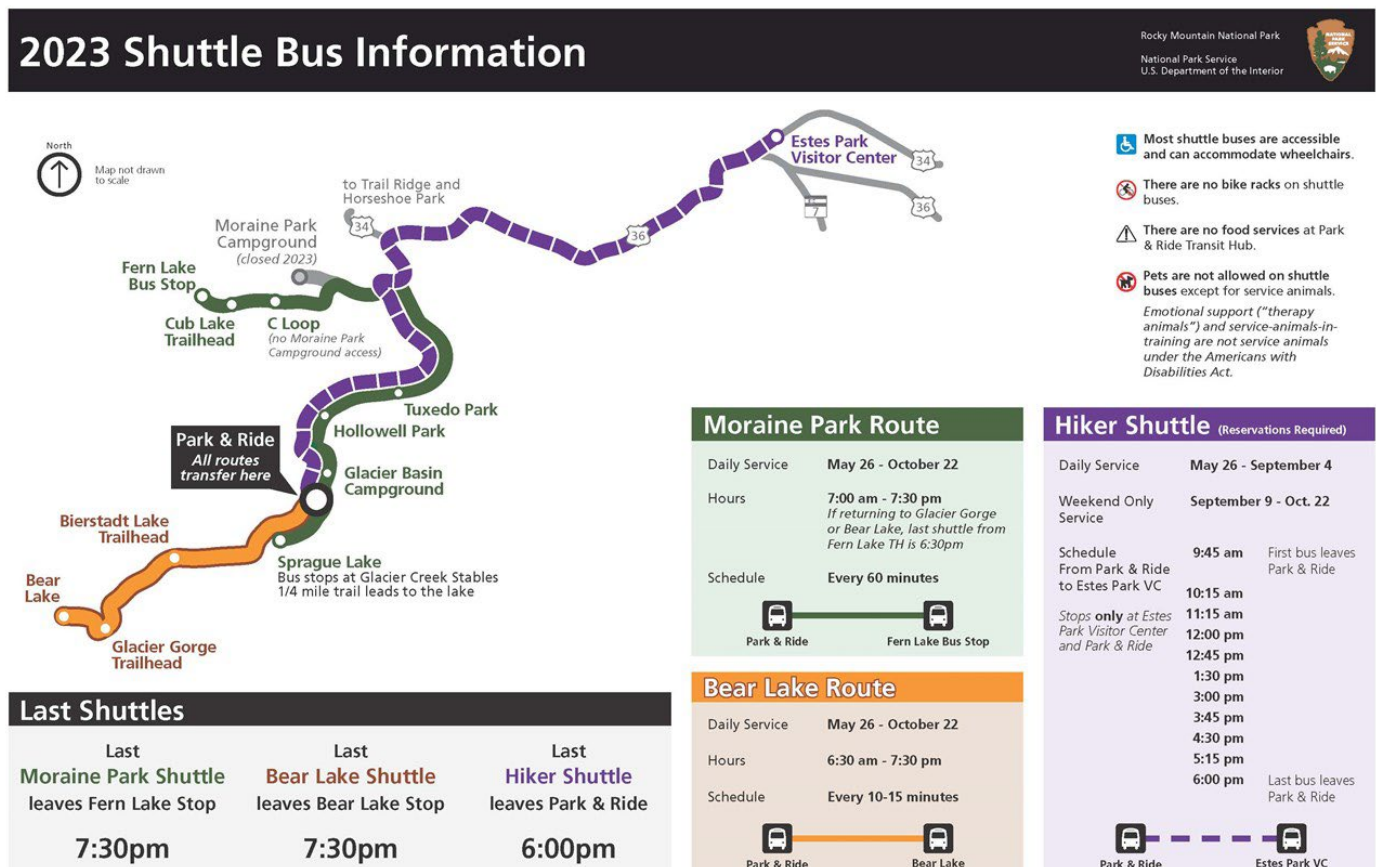 2023 Shuttle Bus Information
Rocky Mountain National Park
National Park Service
U.S. Department of the Interior
NATIONAL
PARK
SERVICE
North
Map not drawn
to scale
Estes Park
Visitor Center
34
36
7
to Trail Ridge and
Horseshoe Park
34
36
Moraine Park
Campground
(closed 2023)
Fern Lake
Bus Stop
Cub Lake
Trailhead
C Loop
(no Moraine Park
Campground access)
Tuxedo Park
Hollowell Park
Park & Ride
All routes
transfer here
Glacier Basin
Campground
Bierstadt Lake
Trailhead
Sprague Lake
Bus stops at Glacier Creek Stables
1/4 mile trail leads to the lake
Bear
Lake
Glacier Gorge
Trailhead
Most shuttle buses are accessible
and can accommodate wheelchairs.
There are no bike racks on shuttle
buses.
There are no food services at Park
& Ride Transit Hub.
Pets are not allowed on shuttle
buses except for service animals.
Emotional support ("therapy
animals") and service-animals-in-
training are not service animals
under the Americans with
Disabilities Act.
Last Shuttles
Last
Moraine Park Shuttle
leaves Fern Lake Stop
7:30pm
Last
Bear Lake Shuttle
leaves Bear Lake Stop
7:30pm
Last
Hiker Shuttle
leaves Park & Ride
6:00pm
Moraine Park Route
Daily Service May 26 - October 22
Hours 7:00 am - 7:30 pm
If returning to Glacier Gorge
or Bear Lake, last shuttle from
Fern Lake TH is 6:30pm
Schedule Every 60 minutes
Park & Ride Fern Lake Bus Stop
Bear Lake Route
Daily Service May 26 - October 22
Hours 6:30 am - 7:30 pm
Schedule Every 10-15 minutes
Park & Ride Bear Lake
Hiker Shuttle (Reservations Required)
Daily Service May 26 - September 4
Weekend Only September 9 - Oct. 22
Service
Schedule
From Park & Ride
to Estes Park VC
Stops only at Estes
Park Visitor Center
and Park & Ride
9:45 am First bus leaves
Park & Ride
10:15 am
11:15 am
12:00 pm
12:45 pm
1:30 pm
3:00 pm
3:45 pm
4:30 pm
5:15 pm
6:00 pm Last bus leaves
Park & Ride
Park & Ride Estes Park VC